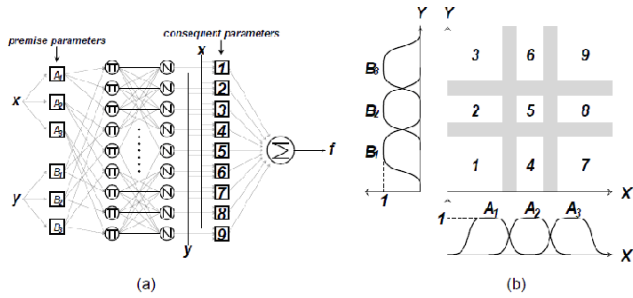 premise parameters
consequent parameters
x
A1
A2
A3
B1
B2
B3
x
y
Π
Π
Π
Π
Π
Π
Π
Π
N
N
N
N
N
N
N
N
N
y
1
2
3
4
5
6
7
8
9
Σ
f
(a)
Y
Y
B3
B2
B1
1
3 6 9
2 5 8
1 4 7
X
1
A1 A2 A3
X
(b)